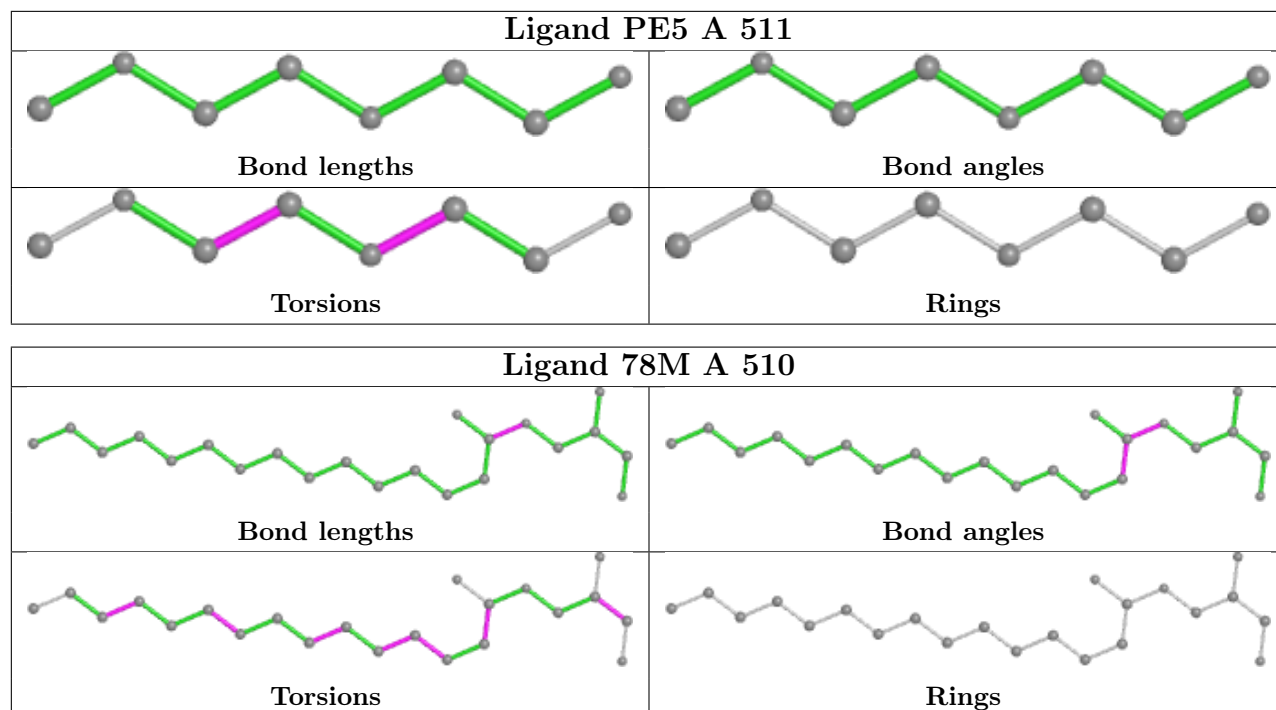 Ligand PE5 A 511
Bond lengths
Bond angles
Torsions
Rings
Ligand 78M A 510
Bond lengths
Bond angles
Torsions
Rings